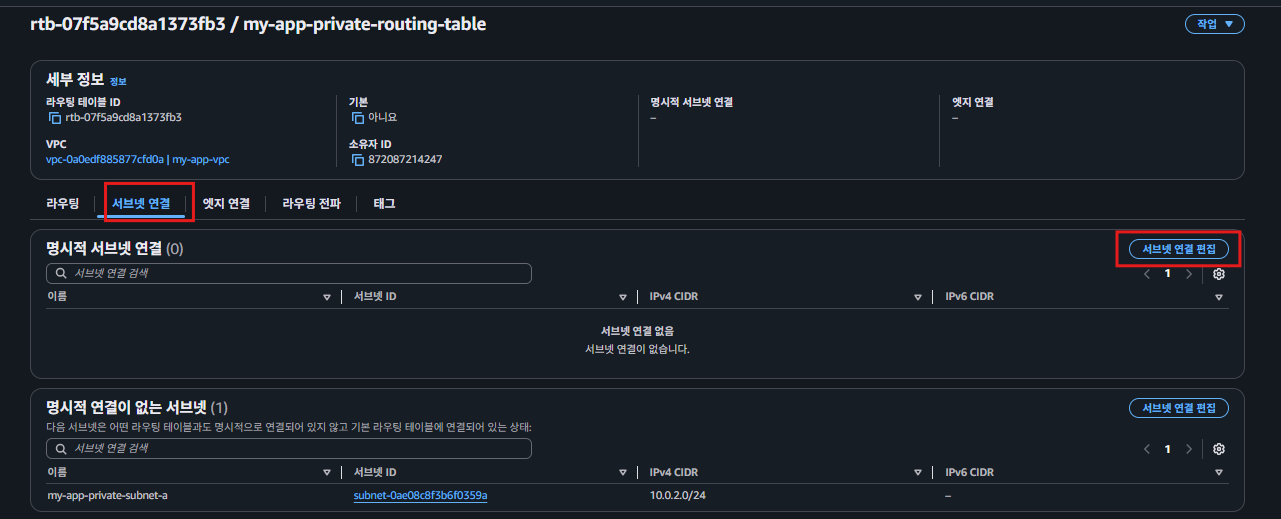 rtb-07f5a9cd8a1373fb3 / my-app-private-routing-table
작업
세부 정보 정보
라우팅 테이블 ID
rtb-07f5a9cd8a1373fb3
기본
아니요
명시적 서브넷 연결
–
엣지 연결
–
VPC
vpc-0a0edf885877cfd0a | my-app-vpc
소유자 ID
872087214247
라우팅 서브넷 연결 엣지 연결 라우팅 전파 태그
명시적 서브넷 연결 (0)
서브넷 연결 편집
서브넷 연결 검색
1
이름 서브넷 ID IPv4 CIDR IPv6 CIDR
서브넷 연결 없음
서브넷 연결이 없습니다.
명시적 연결이 없는 서브넷 (1)
서브넷 연결 편집
다음 서브넷은 어떤 라우팅 테이블과도 명시적으로 연결되어 있지 않고 기본 라우팅 테이블에 연결되어 있는 상태:
서브넷 연결 검색
1
이름 서브넷 ID IPv4 CIDR IPv6 CIDR
my-app-private-subnet-a subnet-0ae08c8f3b6f0359a 10.0.2.0/24 –